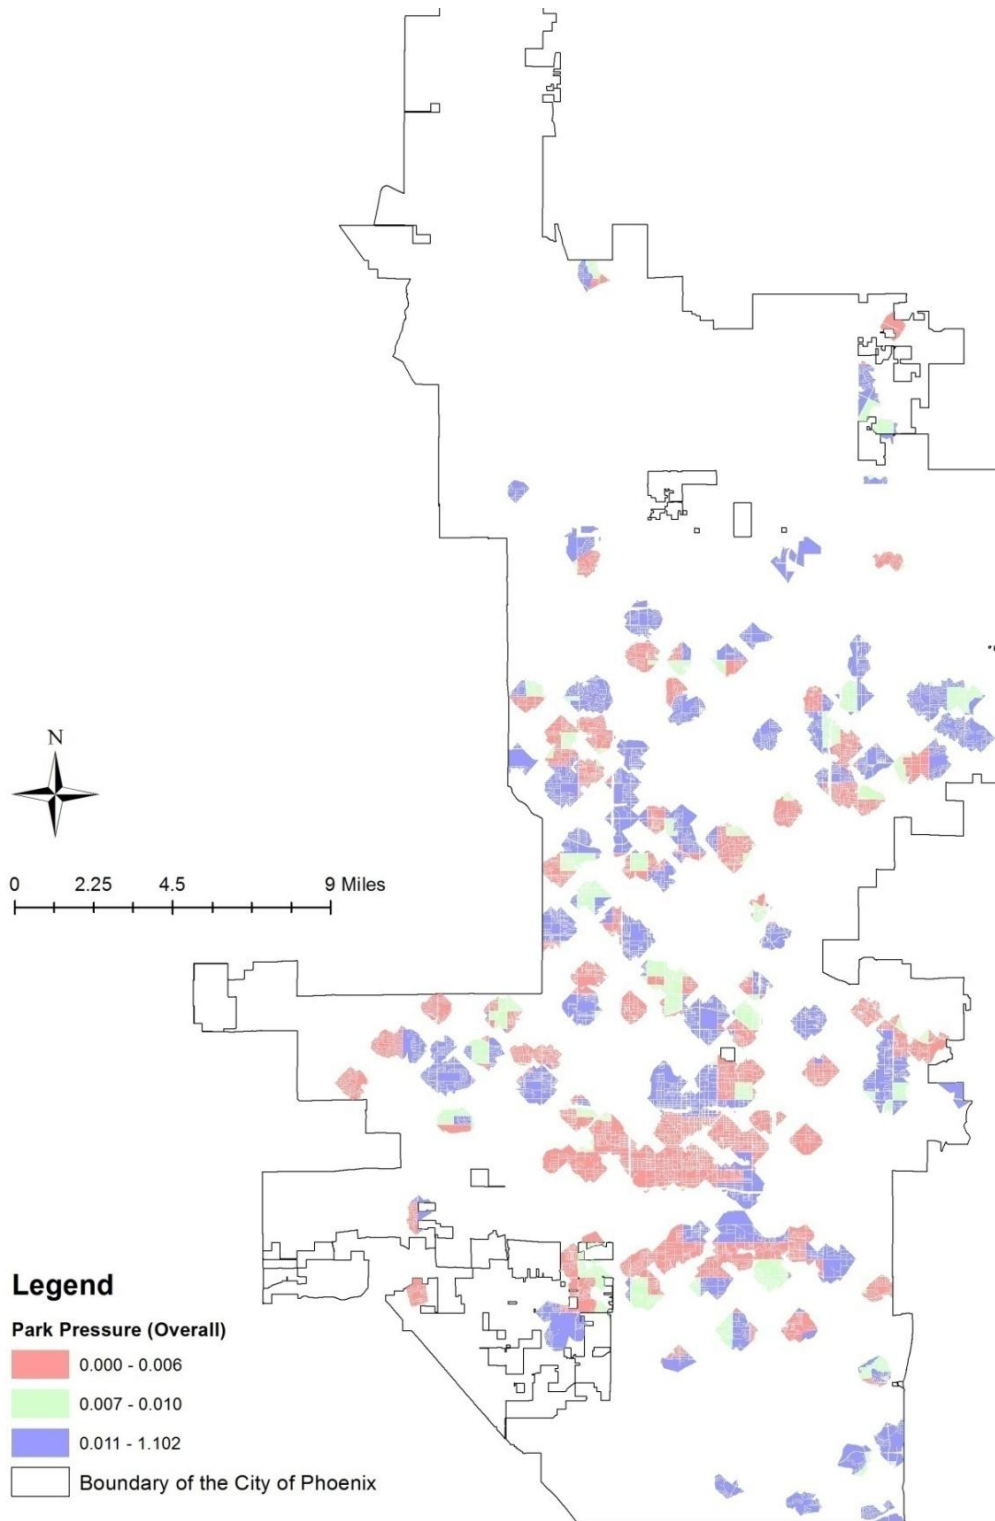 N
0 2.25 4.5 9 Miles
Legend
Park Pressure (Overall)
0.000 - 0.006
0.007 - 0.010
0.011 - 1.102
Boundary of the City of Phoenix